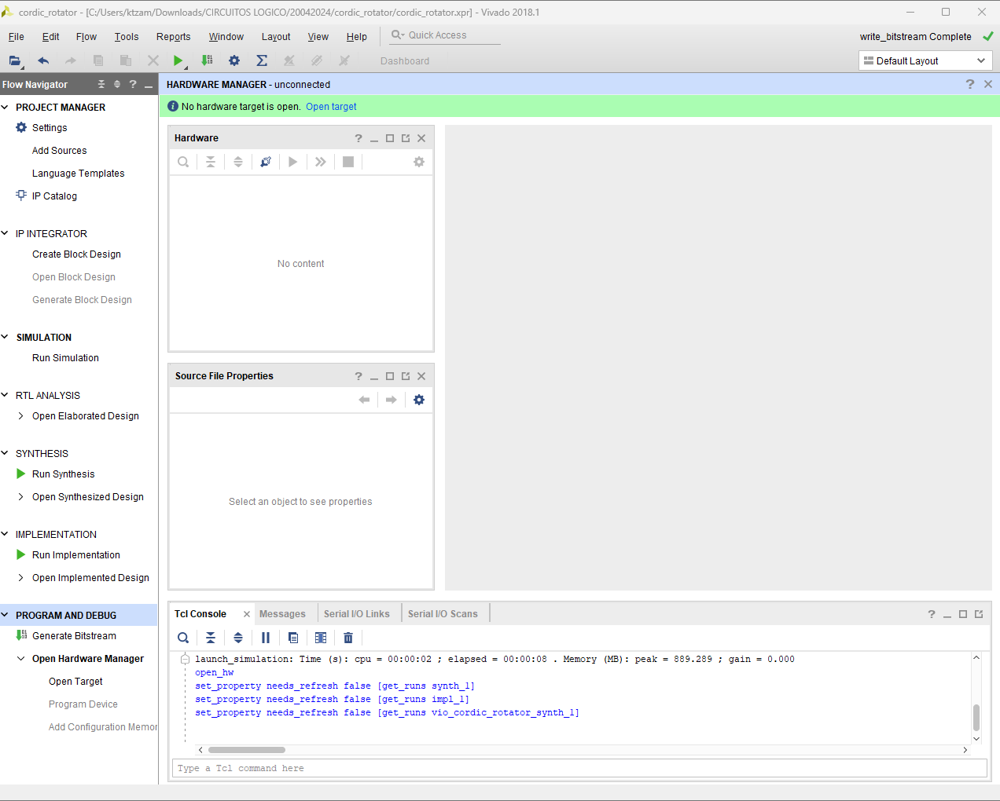 cordic_rotator - [C:/Users/ktzam/Downloads/CIRCUITOS LOGICO/20042024/cordic_rotator/cordic_rotator.xpr] - Vivado 2018.1
File Edit Flow Tools Reports Window Layout View Help Quick Access write_bitstream Complete
Dashboard Default Layout
Flow Navigator
PROJECT MANAGER
Settings
Add Sources
Language Templates
IP Catalog
IP INTEGRATOR
Create Block Design
Open Block Design
Generate Block Design
SIMULATION
Run Simulation
RTL ANALYSIS
Open Elaborated Design
SYNTHESIS
Run Synthesis
Open Synthesized Design
IMPLEMENTATION
Run Implementation
Open Implemented Design
PROGRAM AND DEBUG
Generate Bitstream
Open Hardware Manager
Open Target
Program Device
Add Configuration Memor
HARDWARE MANAGER - unconnected
No hardware target is open. Open target
Hardware
No content
Source File Properties
Select an object to see properties
Tcl Console Messages Serial I/O Links Serial I/O Scans
launch_simulation: Time (s): cpu = 00:00:02 ; elapsed = 00:00:08 . Memory (MB): peak = 889.289 ; gain = 0.000
open_hw
set_property needs_refresh false [get_runs synth_1]
set_property needs_refresh false [get_runs impl_1]
set_property needs_refresh false [get_runs vio_cordic_rotator_synth_1]
Type a Tcl command here